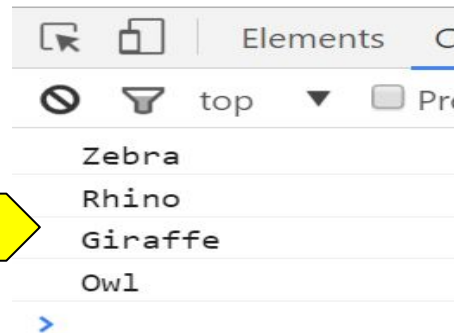 Elements
top
Zebra
Rhino
Giraffe
Owl
>